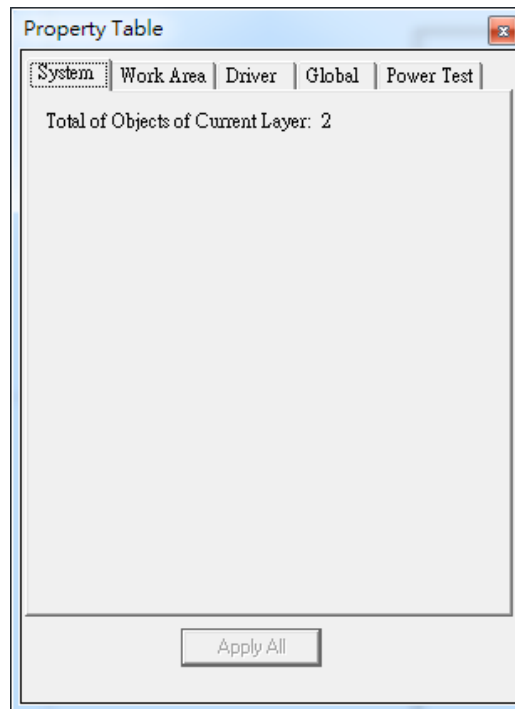 Property Table
x
System Work Area Driver Global Power Test
Total of Objects of Current Layer: 2
Apply All